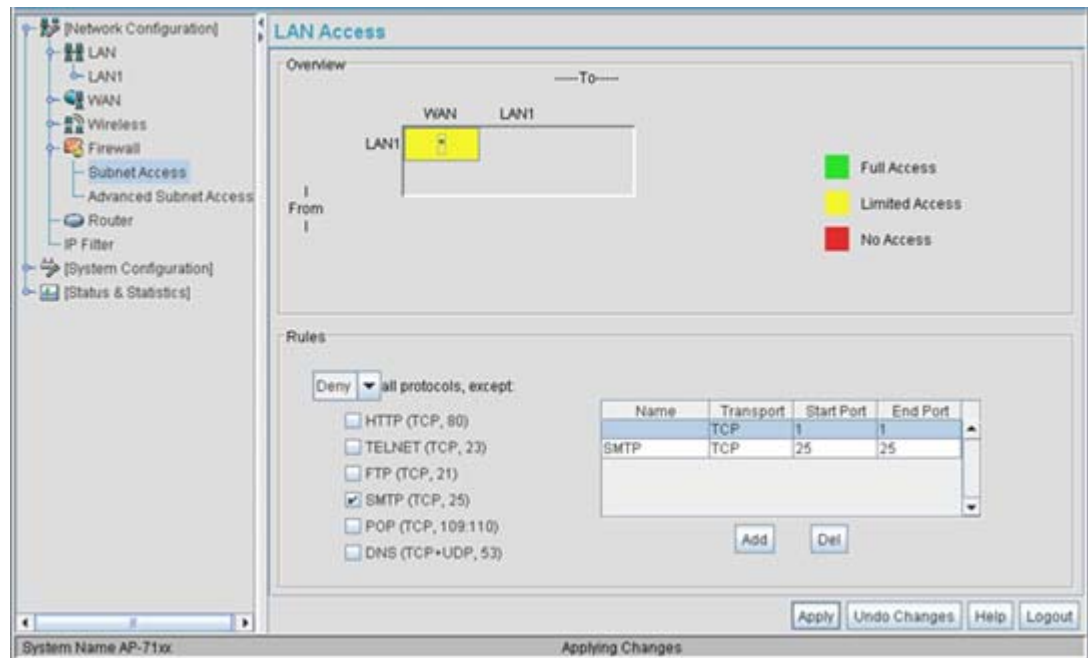 [Network Configuration]
LAN
LAN1
WAN
Wireless
Firewall
Subnet Access
Advanced Subnet Access
Router
IP Filter
[System Configuration]
[Status & Statistics]
LAN Access
Overview
-----To-----
WAN LAN1
LAN1
From
Full Access
Limited Access
No Access
Rules
Deny all protocols, except:
HTTP (TCP, 80)
TELNET (TCP, 23)
FTP (TCP, 21)
SMTP (TCP, 25)
POP (TCP, 109:110)
DNS (TCP+UDP, 53)
Name Transport Start Port End Port
TCP 1 1
SMTP TCP 25 25
Add Del
Apply Undo Changes Help Logout
System Name AP-71xx Applying Changes